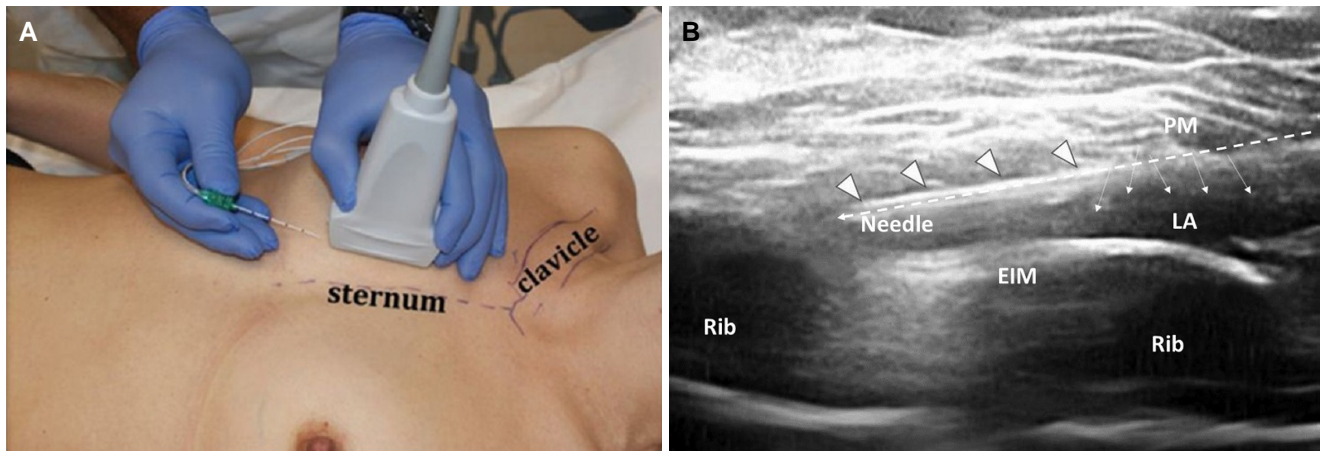 A
clavicle
sternum
B
PM
Needle
LA
EIM
Rib
Rib